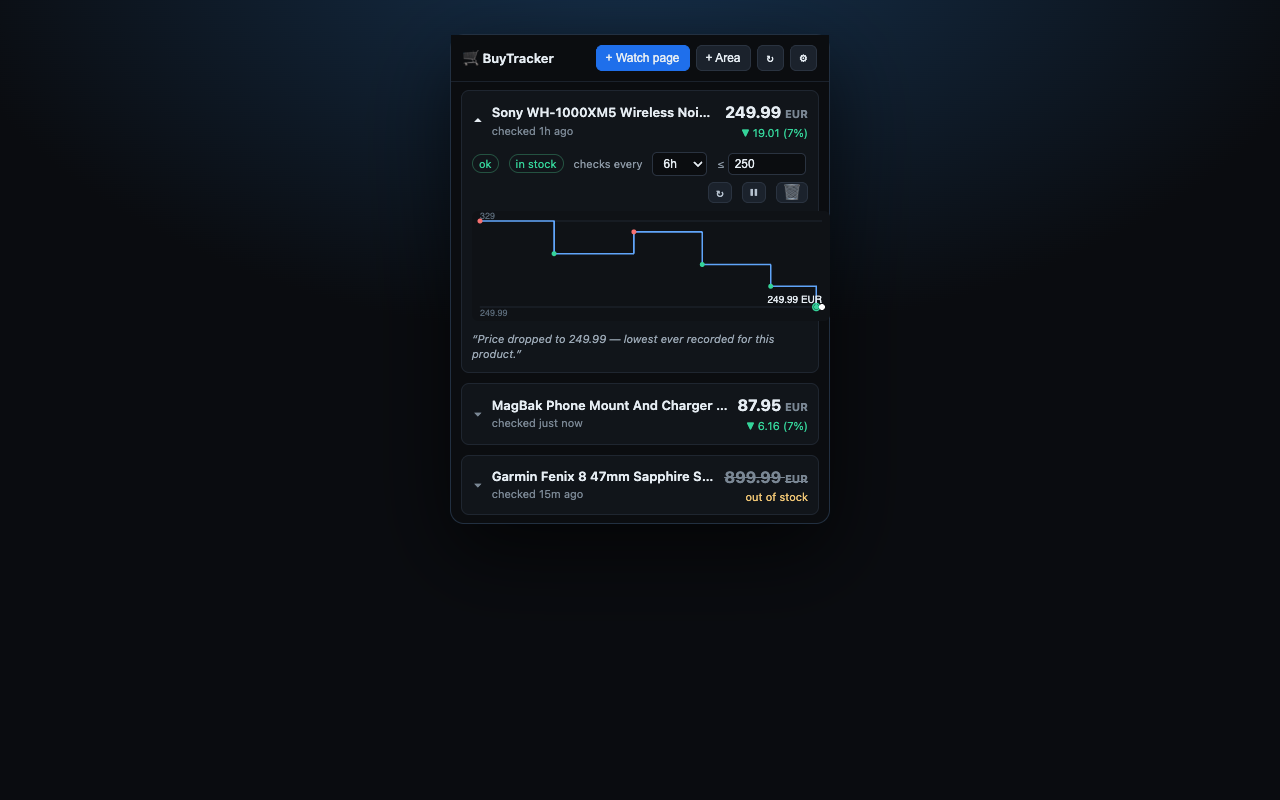 BuyTracker
+ Watch page
+ Area
Sony WH-1000XM5 Wireless Noi...
249.99 EUR
checked 1h ago
▼ 19.01 (7%)
ok
in stock
checks every
6h
≤ 250
329
249.99 EUR
249.99
"Price dropped to 249.99 — lowest ever recorded for this
product."
MagBak Phone Mount And Charger ...
87.95 EUR
checked just now
▼ 6.16 (7%)
Garmin Fenix 8 47mm Sapphire S...
899.99 EUR
checked 15m ago
out of stock